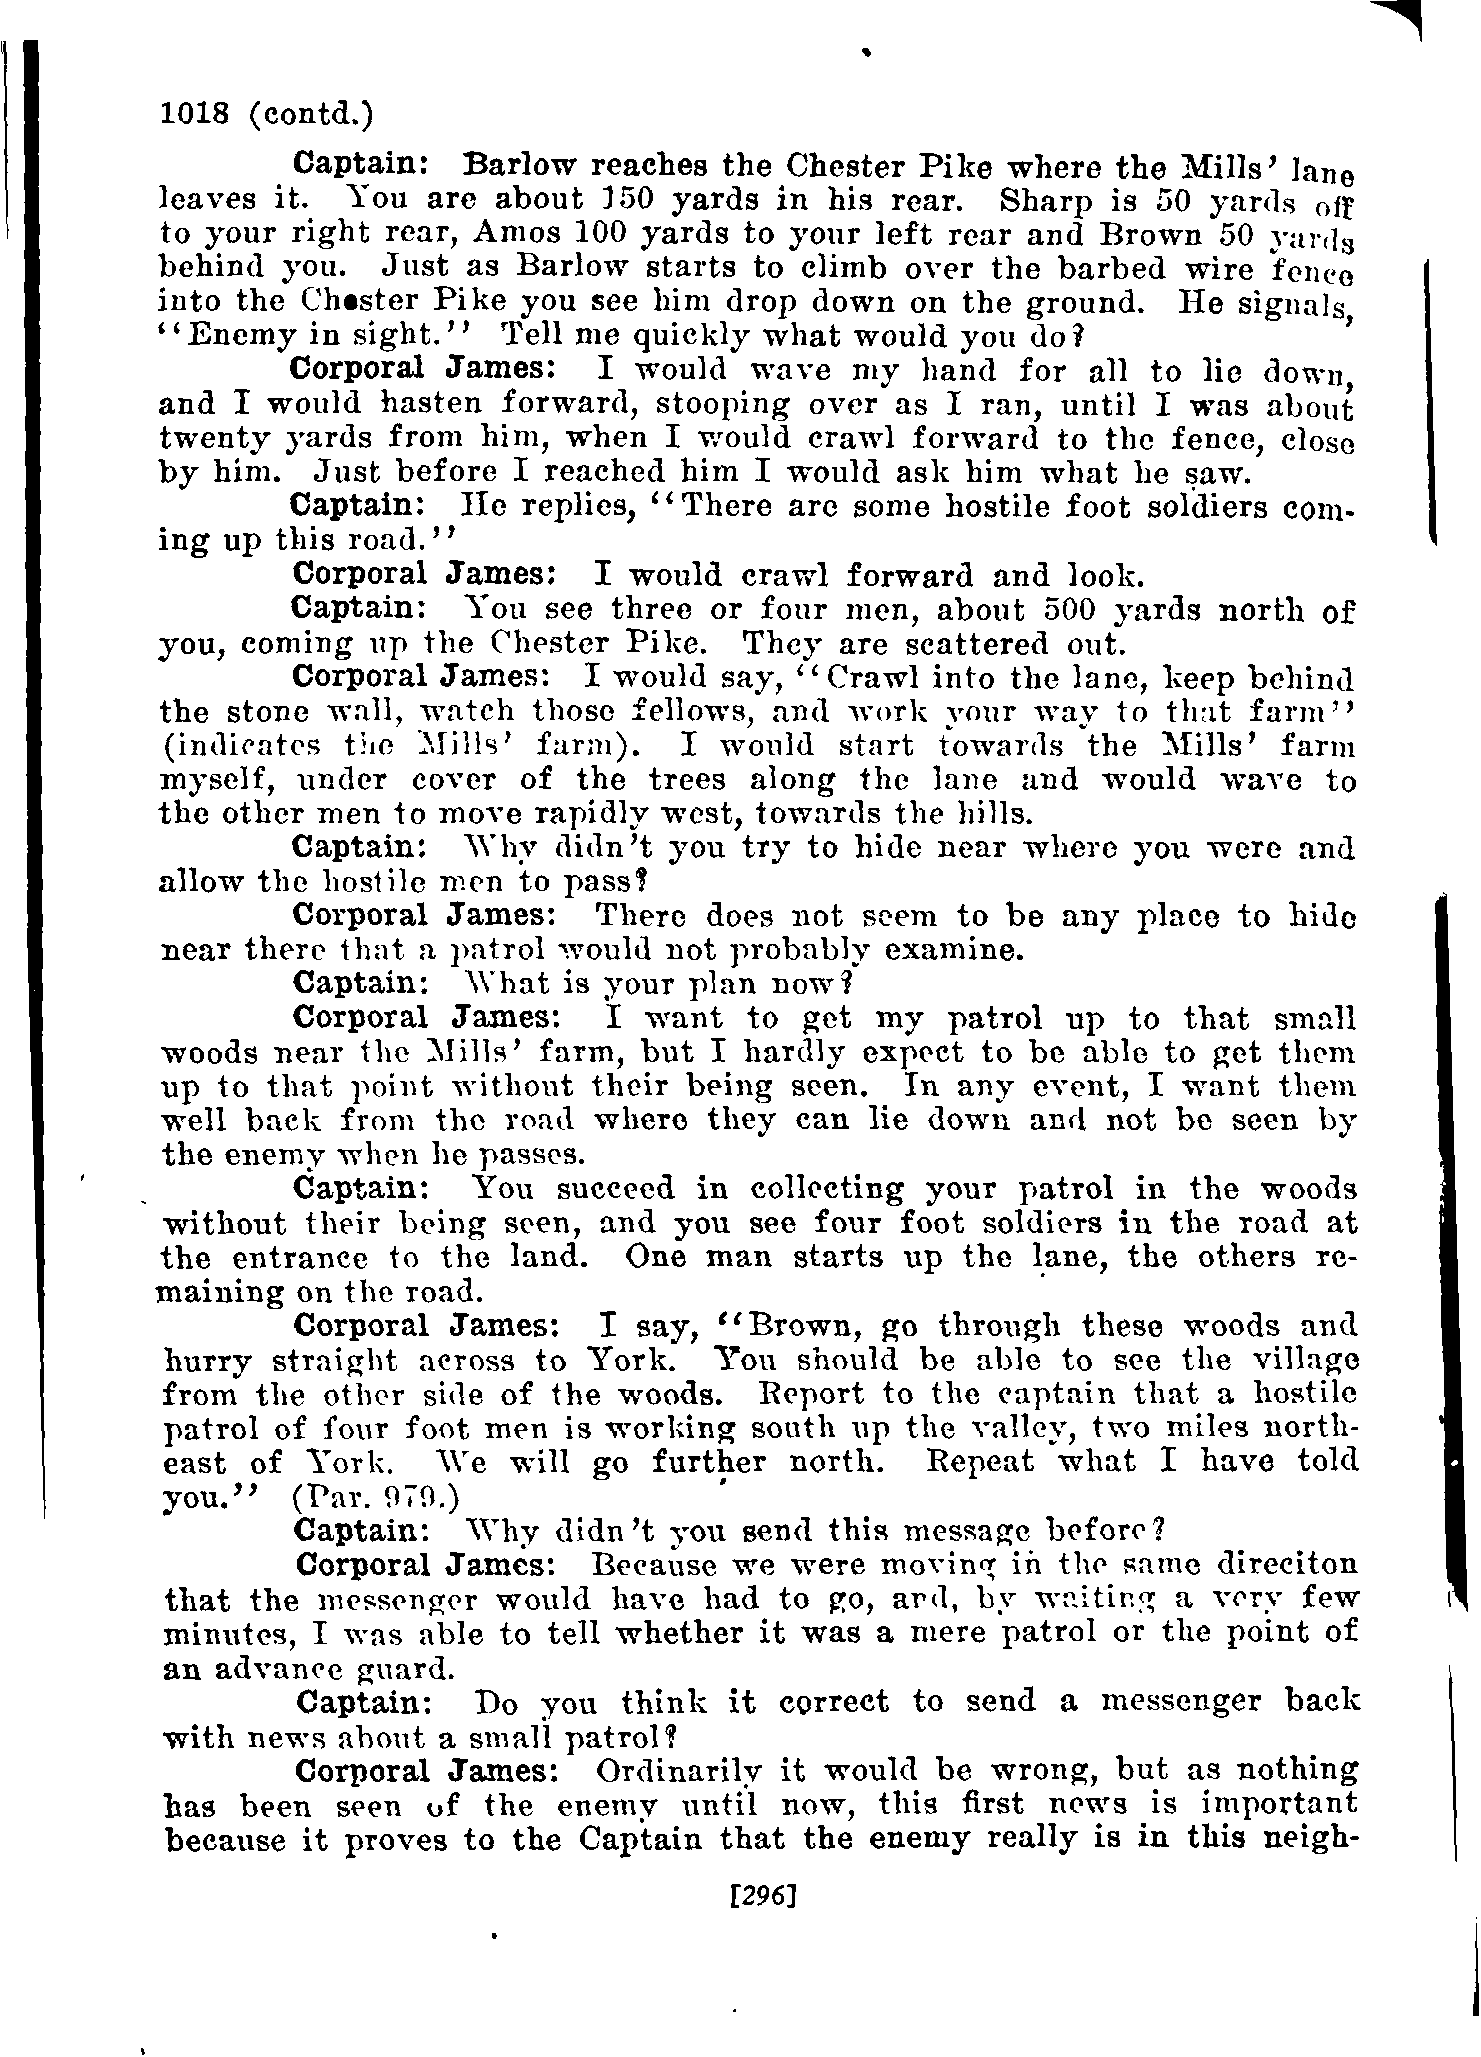 1018 (contd.)
Captain: Barlow reaches the Chester Pike where the Mills' lane
leaves it. You are about 150 yards in his rear. Sharp is 50 yards off
to your right rear, Amos 100 yards to your left rear and Brown 50 yards
behind you. Just as Barlow starts to climb over the barbed wire fence
into the Chester Pike you see him drop down on the ground. He signals,
"Enemy in sight." Tell me quickly what would you do?
Corporal James: I would wave my hand for all to lie down,
and I would hasten forward, stooping over as I ran, until I was about
twenty yards from him, when I would crawl forward to the fence, close
by him. Just before I reached him I would ask him what he saw.
Captain: He replies, "There are some hostile foot soldiers com-
ing up this road."
Corporal James: I would crawl forward and look.
Captain: You see three or four men, about 500 yards north of
you, coming up the Chester Pike. They are scattered out.
Corporal James: I would say, "Crawl into the lane, keep behind
the stone wall, watch those fellows, and work your way to that farm"
(indicates the Mills' farm). I would start towards the Mills' farm
myself, under cover of the trees along the lane and would wave to
the other men to move rapidly west, towards the hills.
Captain: Why didn't you try to hide near where you were and
allow the hostile men to pass?
Corporal James: There does not seem to be any place to hide
near there that a patrol would not probably examine.
Captain: What is your plan now?
Corporal James: I want to get my patrol up to that small
woods near the Mills' farm, but I hardly expect to be able to get them
up to that point without their being seen. In any event, I want them
well back from the road where they can lie down and not be seen by
the enemy when he passes.
Captain: You succeed in collecting your patrol in the woods
without their being seen, and you see four foot soldiers in the road at
the entrance to the land. One man starts up the lane, the others re-
maining on the road.
Corporal James: I say, "Brown, go through these woods and
hurry straight across to York. You should be able to see the village
from the other side of the woods. Report to the captain that a hostile
patrol of four foot men is working south up the valley, two miles north-
east of York. We will go further north. Repeat what I have told
you." (Par. 979.)
Captain: Why didn't you send this message before?
Corporal James: Because we were moving in the same direciton
that the messenger would have had to go, and, by waiting a very few
minutes, I was able to tell whether it was a mere patrol or the point of
an advance guard.
Captain: Do you think it correct to send a messenger back
with news about a small patrol?
Corporal James: Ordinarily it would be wrong, but as nothing
has been seen of the enemy until now, this first news is important
because it proves to the Captain that the enemy really is in this neigh-
[296]